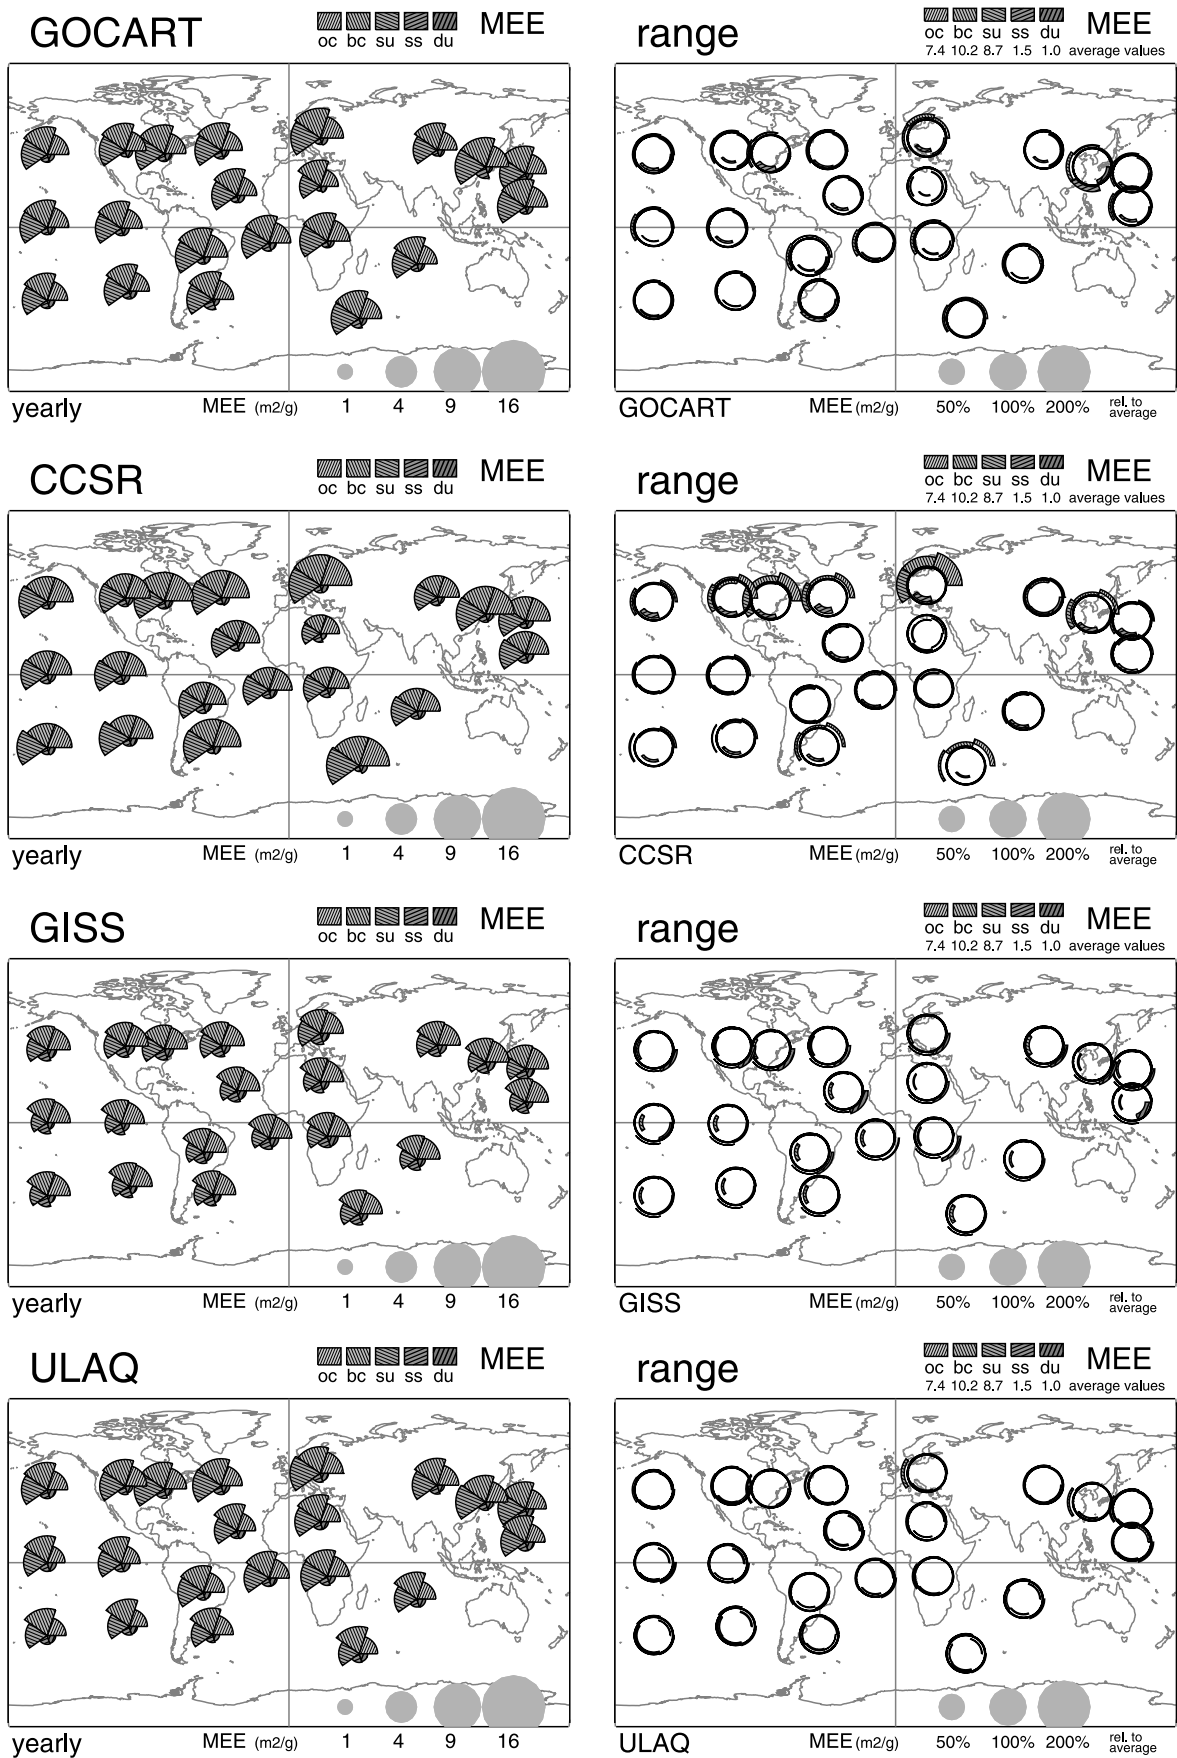 GOCART
oc bc su ss du
MEE
range
oc bc su ss du
7.4 10.2 8.7 1.5 1.0
MEE
average values
yearly
MEE (m2/g) 1 4 9 16
GOCART
MEE (m2/g) 50% 100% 200% rel. to
average
CCSR
oc bc su ss du
MEE
range
oc bc su ss du
7.4 10.2 8.7 1.5 1.0
MEE
average values
yearly
MEE (m2/g) 1 4 9 16
CCSR
MEE (m2/g) 50% 100% 200% rel. to
average
GISS
oc bc su ss du
MEE
range
oc bc su ss du
7.4 10.2 8.7 1.5 1.0
MEE
average values
yearly
MEE (m2/g) 1 4 9 16
GISS
MEE (m2/g) 50% 100% 200% rel. to
average
ULAQ
oc bc su ss du
MEE
range
oc bc su ss du
7.4 10.2 8.7 1.5 1.0
MEE
average values
yearly
MEE (m2/g) 1 4 9 16
ULAQ
MEE (m2/g) 50% 100% 200% rel. to
average